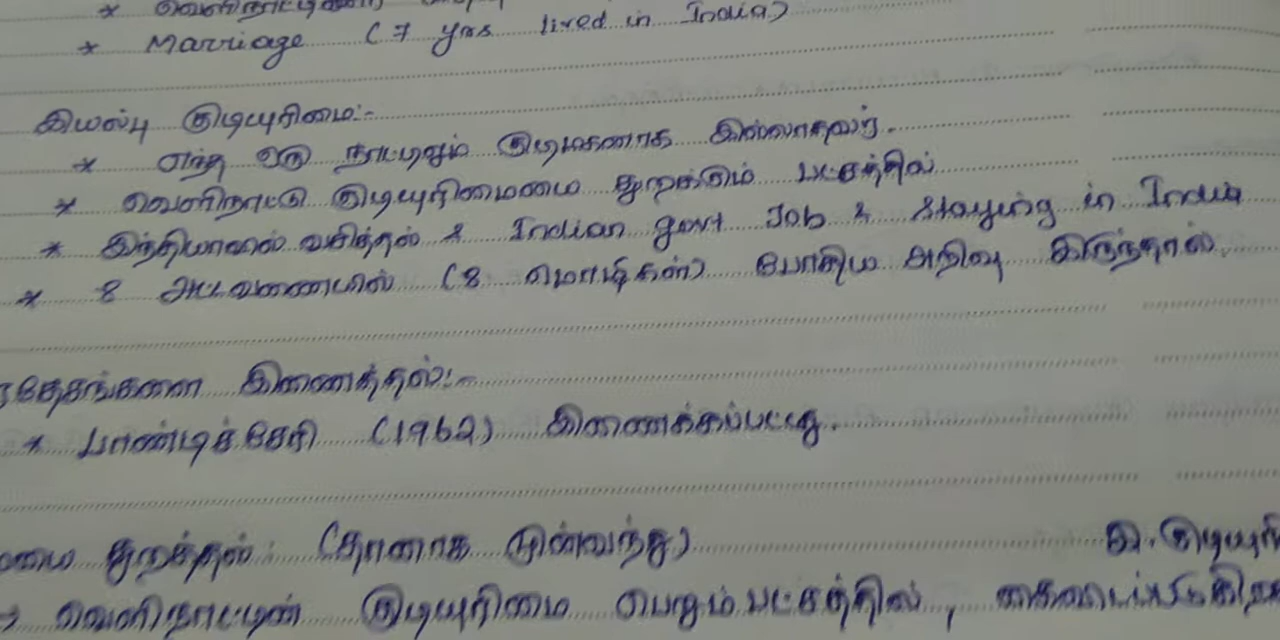 * வெளிநாட்டினர்
* Marriage (7 yrs lived in India)
இயல்பு குடியுரிமை:-
* எந்த ஒரு நாட்டிலும் குடிமகனாக இல்லாதவர்.
* வெளிநாட்டு குடியுரிமைமை துறக்கும் பட்சத்தில்
* இந்தியாவில் வசித்தல் & Indian govt Job & staying in India
* 8 அட்டவணையில் (8 மொழிகள்) போதிய அறிவு இருந்தால்.
ரதேசங்களை இணைத்தல்:-
* பாண்டிச்சேரி (1962) இணைக்கப்பட்டது.
மை துறத்தல்: (தானாக முன்வந்து) இ. குடியுரி
→ வெளிநாட்டின் குடியுரிமை பெறும் பட்சத்தில்,